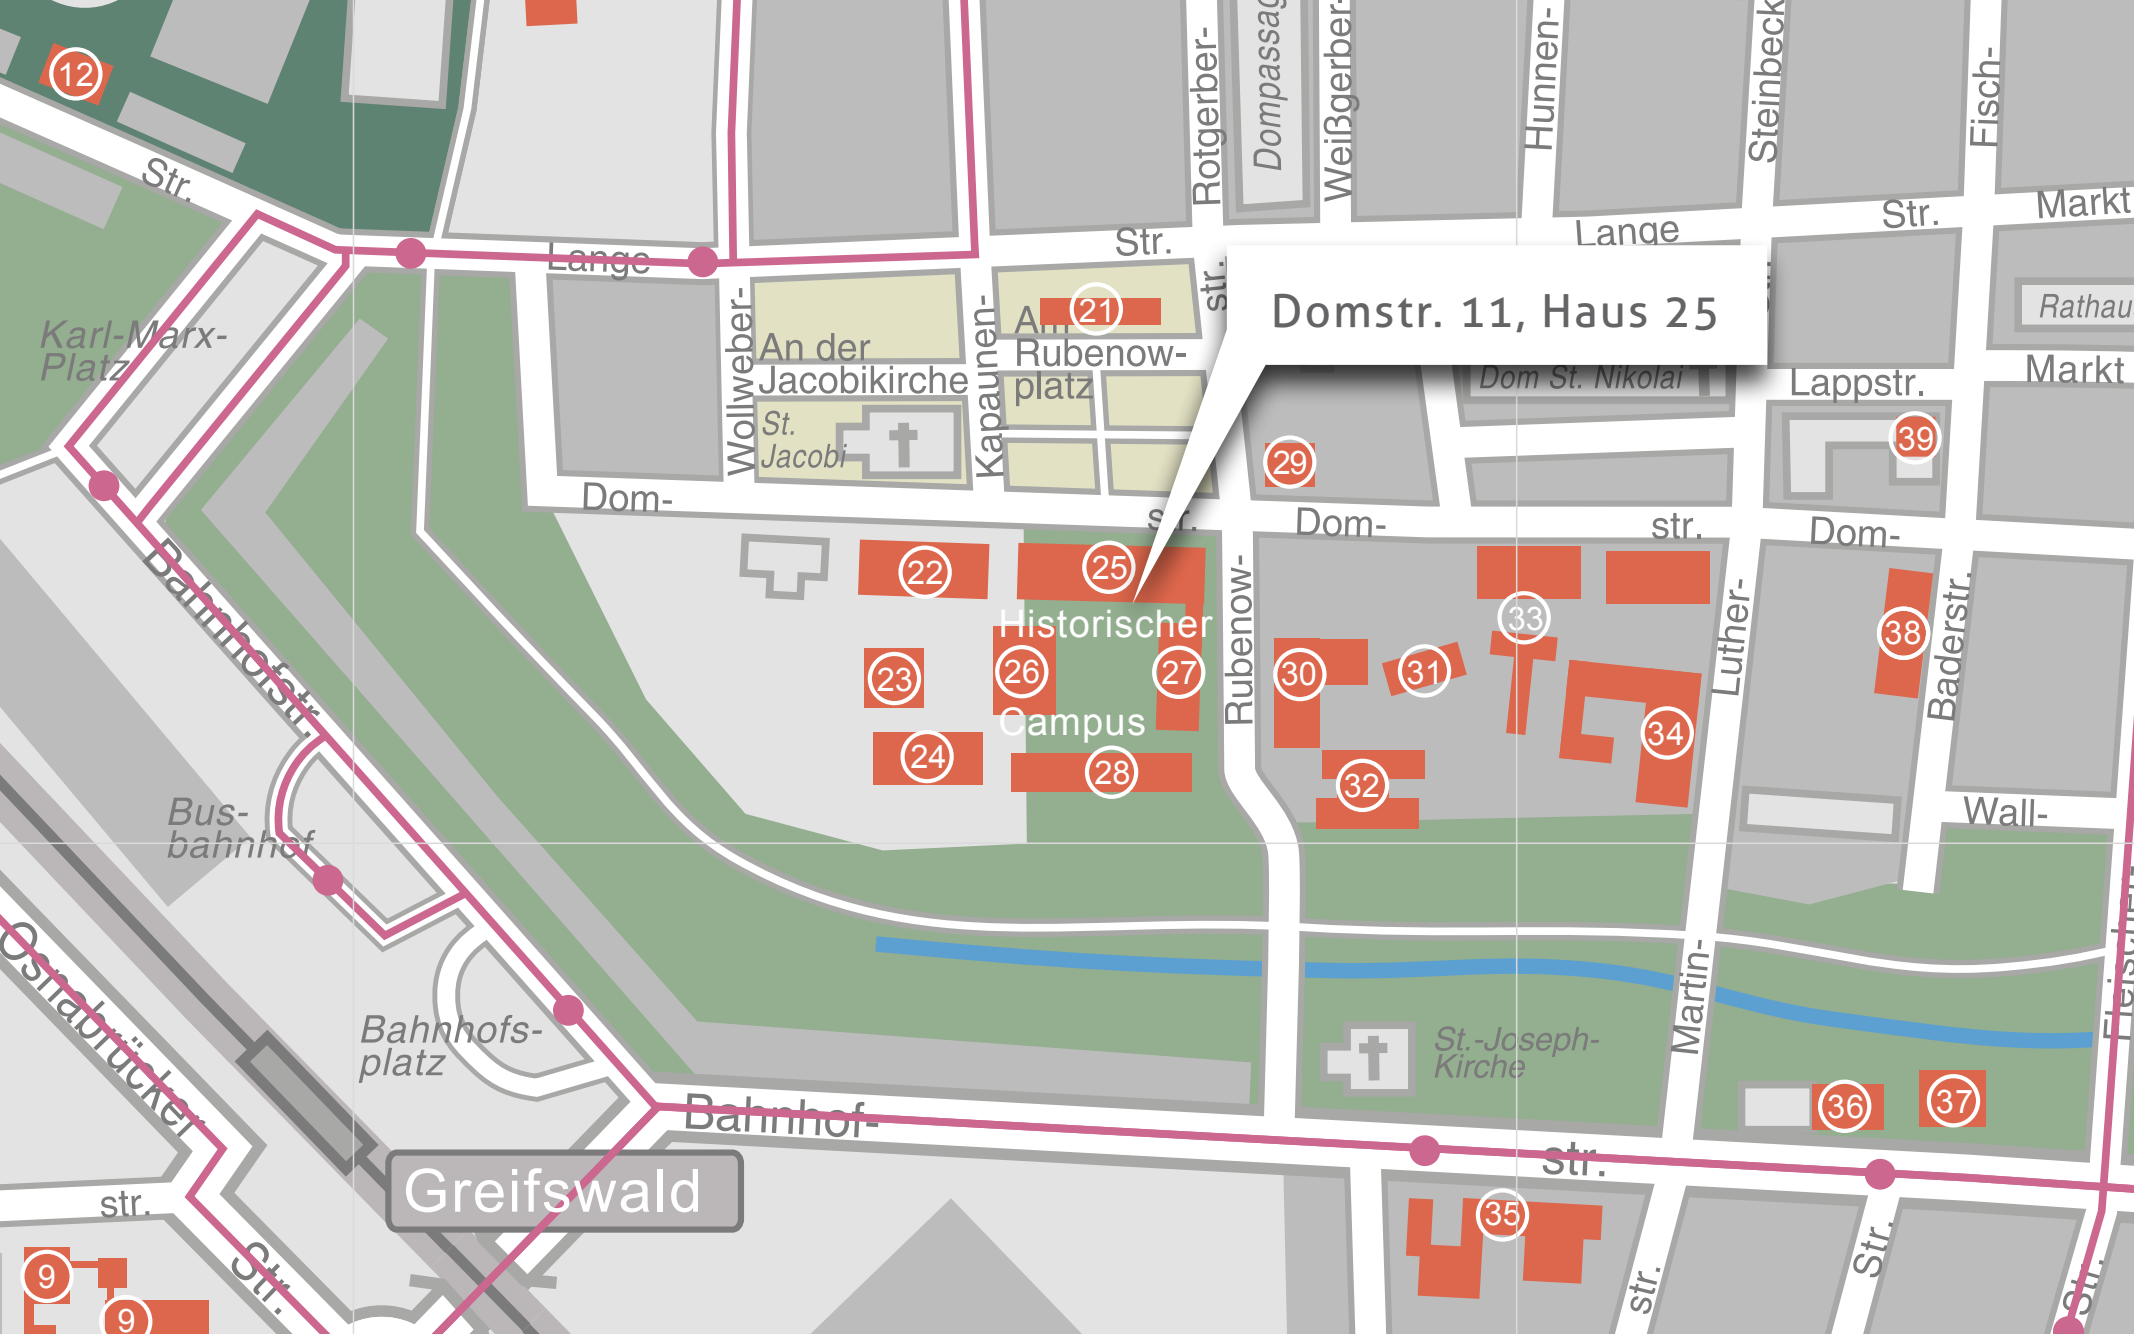 12
Str.
Rotgerber-
str.
Dompassag
Weißgerber-
Hunnen-
Steinbeck
Fisch-
Markt
Lange
Str.
Lange
Str.
Karl-Marx-
Platz
Wollweber-
An der
Jacobikirche
St.
Jacobi
Kapaunen-
21
Am
Rubenow-
platz
Domstr. 11, Haus 25
Rathau
Markt
Dom St. Nikolai
Lappstr.
39
29
Dom-
str.
Dom-
str.
Dom-
22
25
Historischer
23
26
27
Campus
24
28
Rubenow-
30
31
33
34
32
Luther-
38
Baderstr.
Wall-
Bahnhofstr.
Bus-
bahnhof
Osnabrücker
Bahnhofs-
platz
Greifswald
Bahnhof-
str.
St.-Joseph-
Kirche
Martin-
36
37
Fleischer-
str.
Str.
9
9
35
str.
Str.
Str.